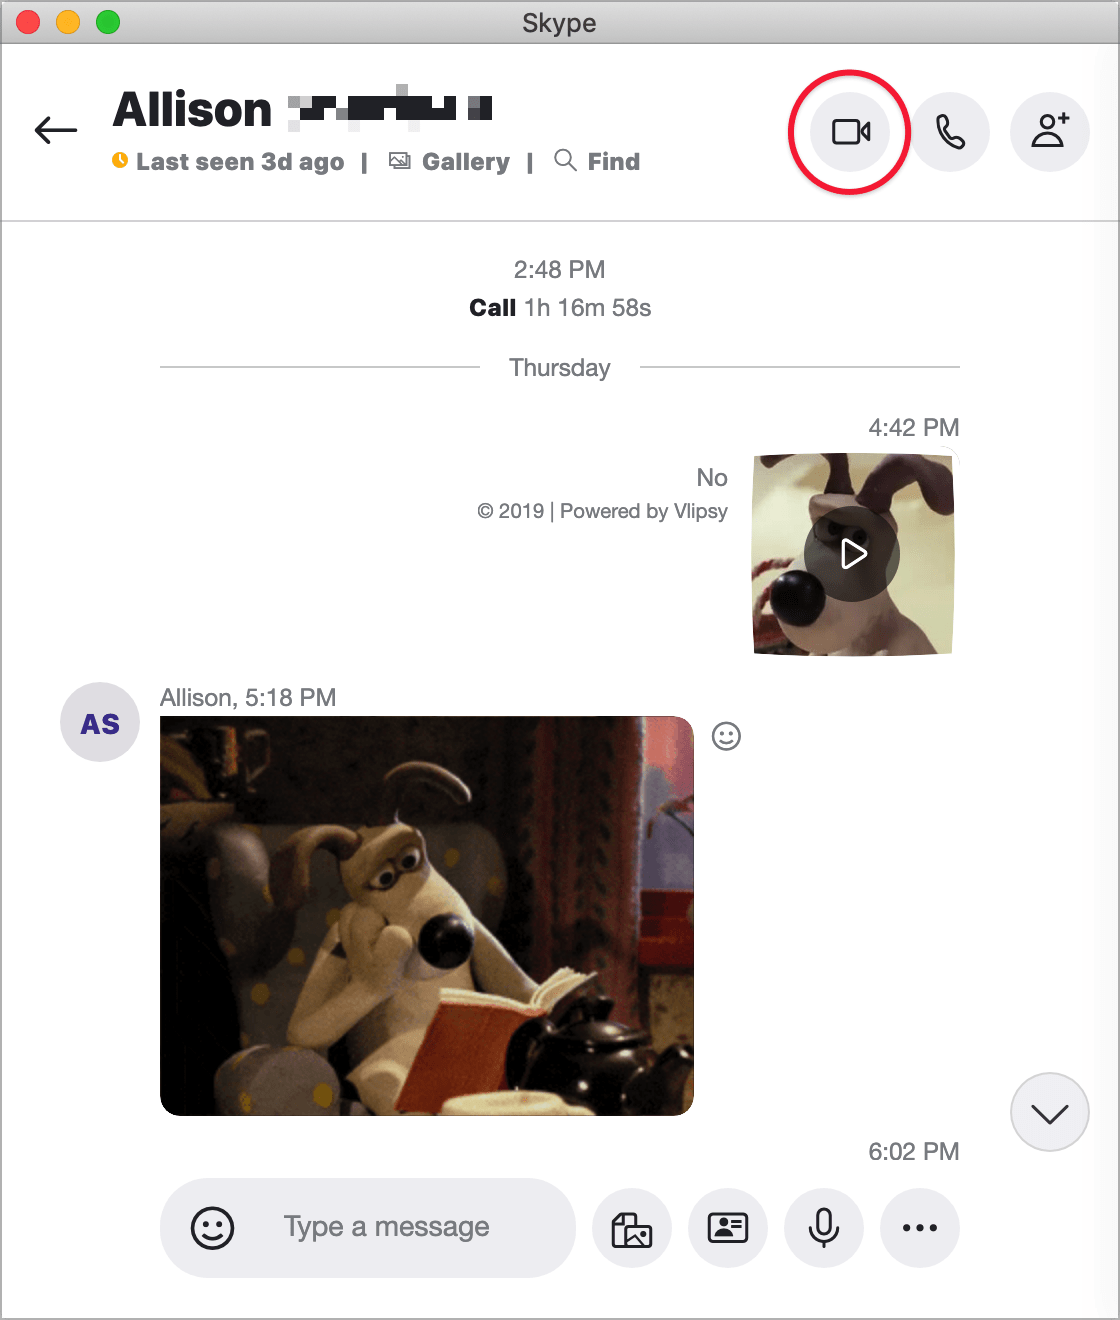 Skype
Allison
Last seen 3d ago | Gallery | Find
2:48 PM
Call 1h 16m 58s
Thursday
4:42 PM
No
© 2019 | Powered by Vlipsy
Allison, 5:18 PM
AS
6:02 PM
Type a message